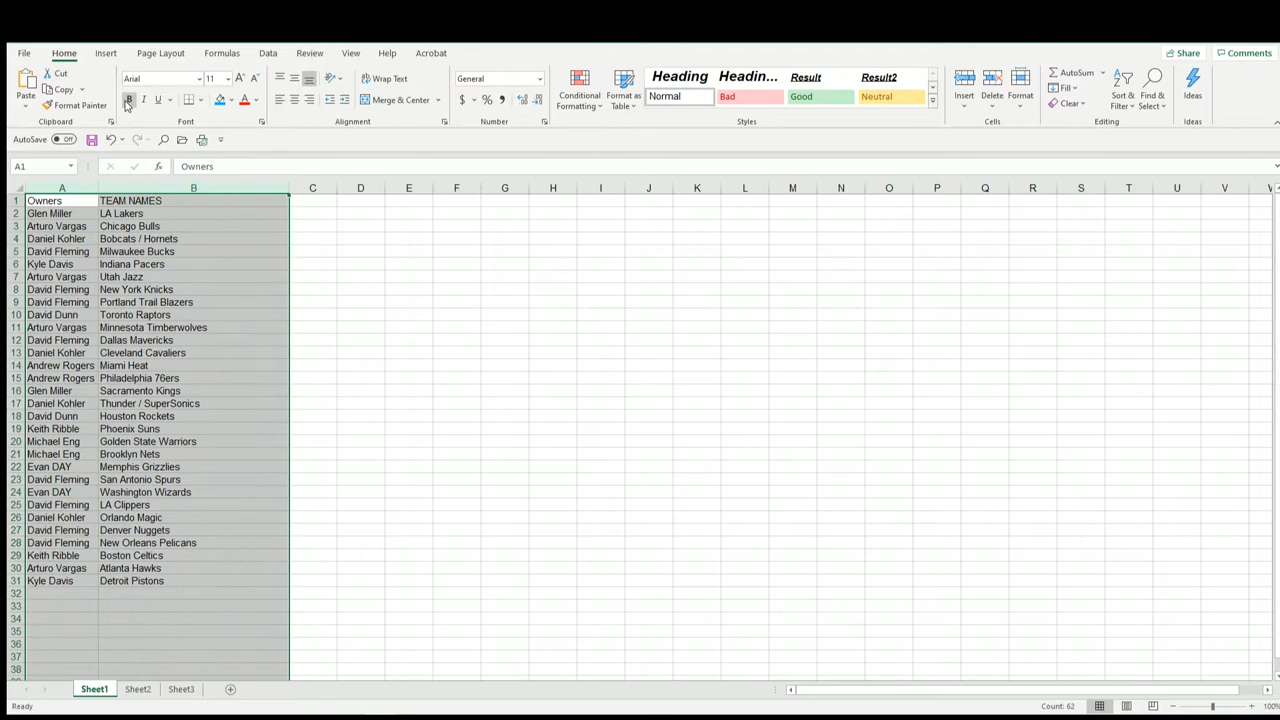 File Home Insert Page Layout Formulas Data Review View Help Acrobat Share Comments
Paste Cut Copy Format Painter Clipboard
Arial 11 A A B I U A Font
Wrap Text Merge & Center Alignment
General $ % Number
Conditional Formatting Format as Table
Heading Headin... Result Result2
Normal Bad Good Neutral
Styles
Insert Delete Format Cells
AutoSum Fill Clear Sort & Filter Find & Select Editing
Ideas Ideas
AutoSave Off
A1 fx Owners
A B C D E F G H I J K L M N O P Q R S T U V
1 Owners TEAM NAMES
2 Glen Miller LA Lakers
3 Arturo Vargas Chicago Bulls
4 Daniel Kohler Bobcats / Hornets
5 David Fleming Milwaukee Bucks
6 Kyle Davis Indiana Pacers
7 Arturo Vargas Utah Jazz
8 David Fleming New York Knicks
9 David Fleming Portland Trail Blazers
10 David Dunn Toronto Raptors
11 Arturo Vargas Minnesota Timberwolves
12 David Fleming Dallas Mavericks
13 Daniel Kohler Cleveland Cavaliers
14 Andrew Rogers Miami Heat
15 Andrew Rogers Philadelphia 76ers
16 Glen Miller Sacramento Kings
17 Daniel Kohler Thunder / SuperSonics
18 David Dunn Houston Rockets
19 Keith Ribble Phoenix Suns
20 Michael Eng Golden State Warriors
21 Michael Eng Brooklyn Nets
22 Evan DAY Memphis Grizzlies
23 David Fleming San Antonio Spurs
24 Evan DAY Washington Wizards
25 David Fleming LA Clippers
26 Daniel Kohler Orlando Magic
27 David Fleming Denver Nuggets
28 David Fleming New Orleans Pelicans
29 Keith Ribble Boston Celtics
30 Arturo Vargas Atlanta Hawks
31 Kyle Davis Detroit Pistons
32
33
34
35
36
37
38
Sheet1 Sheet2 Sheet3
Ready Count: 62 100%